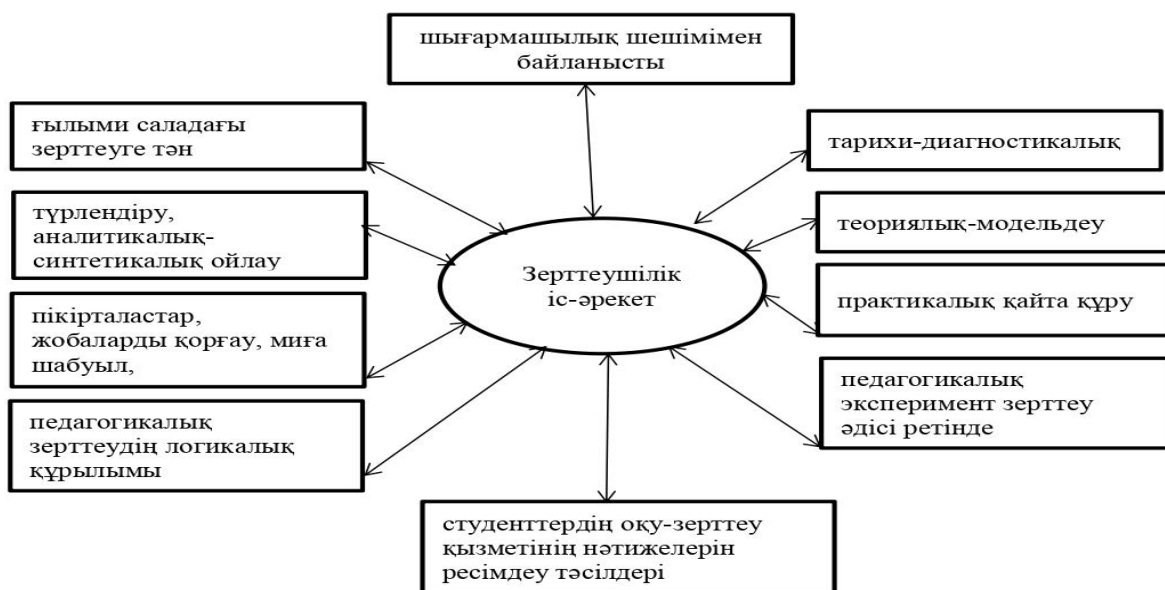 шығармашылық шешімімен
байланысты
ғылыми саладағы
зерттеуге тән
тарихи-диагностикалық
түрлендіру,
аналитикалық-
синтетикалық ойлау
теориялық-модельдеу
Зерттеушілік
іс-әрекет
практикалық қайта құру
пікірталастар,
жобаларды қорғау, миға
шабуыл,
педагогикалық
эксперимент зерттеу
әдісі ретінде
педагогикалық
зерттеудің логикалық
құрылымы
студенттердің оқу-зерттеу
қызметінің нәтижелерін
ресімдеу тәсілдері